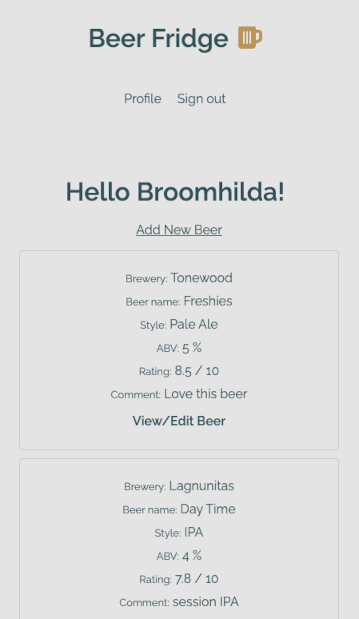 Beer Fridge
Profile Sign out
Hello Broomhilda!
Add New Beer
Brewery: Tonewood
Beer name: Freshies
Style: Pale Ale
ABV: 5 %
Rating: 8.5 / 10
Comment: Love this beer
View/Edit Beer
Brewery: Lagnunitas
Beer name: Day Time
Style: IPA
ABV: 4 %
Rating: 7.8 / 10
Comment: session IPA